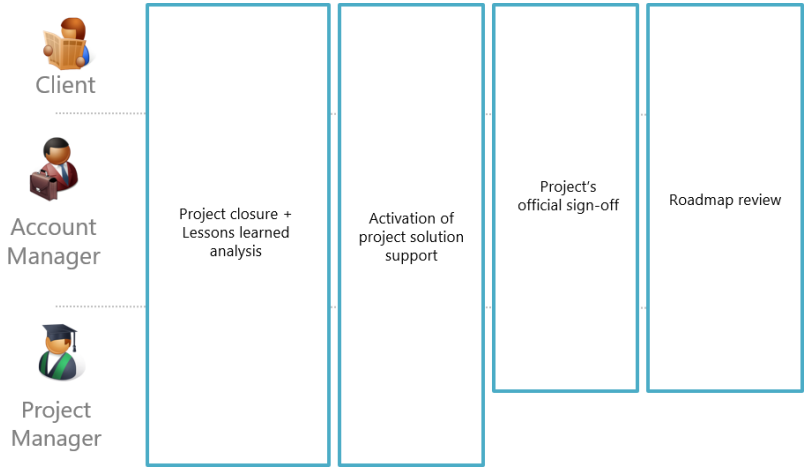 Client
Account
Manager
Project
Manager
Project closure +
Lessons learned
analysis
Activation of
project solution
support
Project's
official sign-off
Roadmap review